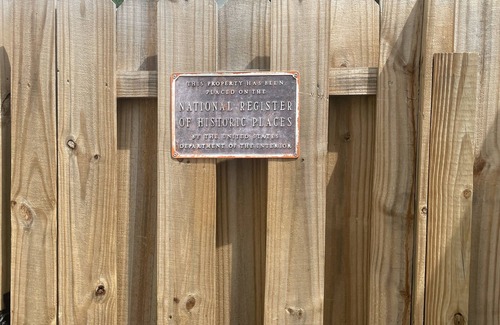 THIS PROPERTY HAS BEEN
PLACED ON THE
NATIONAL REGISTER
OF HISTORIC PLACES
BY THE UNITED STATES
DEPARTMENT OF THE INTERIOR